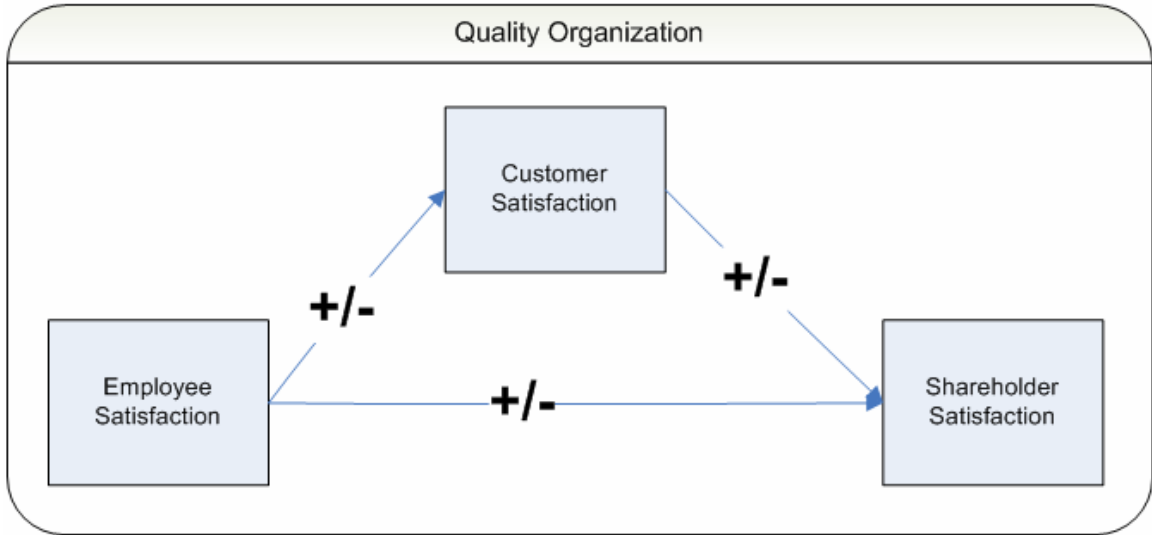 Quality Organization
Customer
Satisfaction
+/-
+/-
Employee
Satisfaction
+/-
Shareholder
Satisfaction